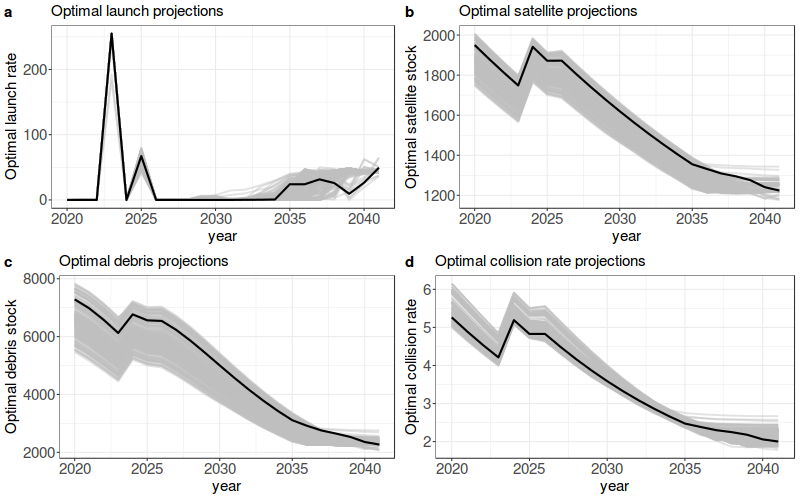 a Optimal launch projections
Optimal launch rate
200
100
0
2020 2025 2030 2035 2040
year
b Optimal satellite projections
Optimal satellite stock
2000
1800
1600
1400
1200
2020 2025 2030 2035 2040
year
c Optimal debris projections
Optimal debris stock
8000
6000
4000
2000
2020 2025 2030 2035 2040
year
d Optimal collision rate projections
Optimal collision rate
6
5
4
3
2
2020 2025 2030 2035 2040
year